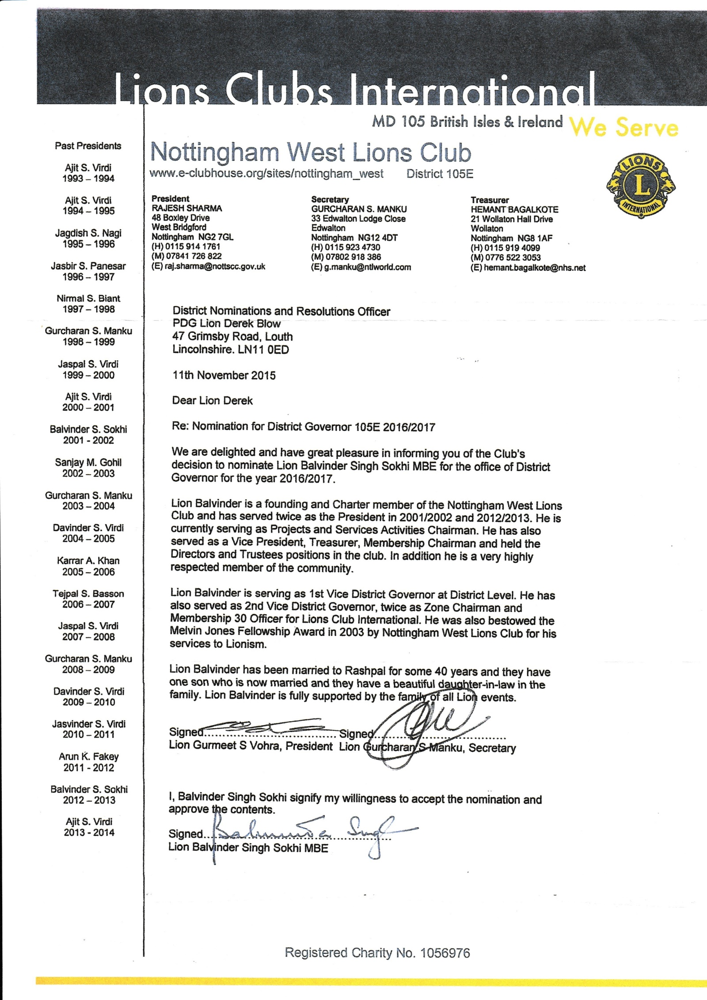 Lions Clubs International
MD 105 British Isles & Ireland We Serve
Past Presidents
Ajit S. Virdi
1993 – 1994
Ajit S. Virdi
1994 – 1995
Jagdish S. Nagi
1995 – 1996
Jasbir S. Panesar
1996 – 1997
Nirmal S. Biant
1997 – 1998
Gurcharan S. Manku
1998 – 1999
Jaspal S. Virdi
1999 – 2000
Ajit S. Virdi
2000 – 2001
Balvinder S. Sokhi
2001 - 2002
Sanjay M. Gohil
2002 – 2003
Gurcharan S. Manku
2003 – 2004
Davinder S. Virdi
2004 – 2005
Karrar A. Khan
2005 – 2006
Tejpal S. Basson
2006 – 2007
Jaspal S. Virdi
2007 – 2008
Gurcharan S. Manku
2008 – 2009
Davinder S. Virdi
2009 – 2010
Jasvinder S. Virdi
2010 – 2011
Arun K. Fakey
2011 - 2012
Balvinder S. Sokhi
2012 – 2013
Ajit S. Virdi
2013 - 2014
Nottingham West Lions Club
www.e-clubhouse.org/sites/nottingham_west District 105E
LIONS
L
INTERNATIONAL
President
RAJESH SHARMA
48 Boxley Drive
West Bridgford
Nottingham NG2 7GL
(H) 0115 914 1761
(M) 07841 726 822
(E) raj.sharma@nottscc.gov.uk
Secretary
GURCHARAN S. MANKU
33 Edwalton Lodge Close
Edwalton
Nottingham NG12 4DT
(H) 0115 923 4730
(M) 07802 918 386
(E) g.manku@ntlworld.com
Treasurer
HEMANT BAGALKOTE
21 Wollaton Hall Drive
Wollaton
Nottingham NG8 1AF
(H) 0115 919 4099
(M) 0776 522 3053
(E) hemant.bagalkote@nhs.net
District Nominations and Resolutions Officer
PDG Lion Derek Blow
47 Grimsby Road, Louth
Lincolnshire. LN11 0ED
11th November 2015
Dear Lion Derek
Re: Nomination for District Governor 105E 2016/2017
We are delighted and have great pleasure in informing you of the Club's
decision to nominate Lion Balvinder Singh Sokhi MBE for the office of District
Governor for the year 2016/2017.
Lion Balvinder is a founding and Charter member of the Nottingham West Lions
Club and has served twice as the President in 2001/2002 and 2012/2013. He is
currently serving as Projects and Services Activities Chairman. He has also
served as a Vice President, Treasurer, Membership Chairman and held the
Directors and Trustees positions in the club. In addition he is a very highly
respected member of the community.
Lion Balvinder is serving as 1st Vice District Governor at District Level. He has
also served as 2nd Vice District Governor, twice as Zone Chairman and
Membership 30 Officer for Lions Club International. He was also bestowed the
Melvin Jones Fellowship Award in 2003 by Nottingham West Lions Club for his
services to Lionism.
Lion Balvinder has been married to Rashpal for some 40 years and they have
one son who is now married and they have a beautiful daughter-in-law in the
family. Lion Balvinder is fully supported by the family of all Lion events.
Signed.................................... Signed....................................
Lion Gurmeet S Vohra, President Lion Gurcharan S Manku, Secretary
I, Balvinder Singh Sokhi signify my willingness to accept the nomination and
approve the contents.
Signed.... Balvinder Singh
Lion Balvinder Singh Sokhi MBE
Registered Charity No. 1056976